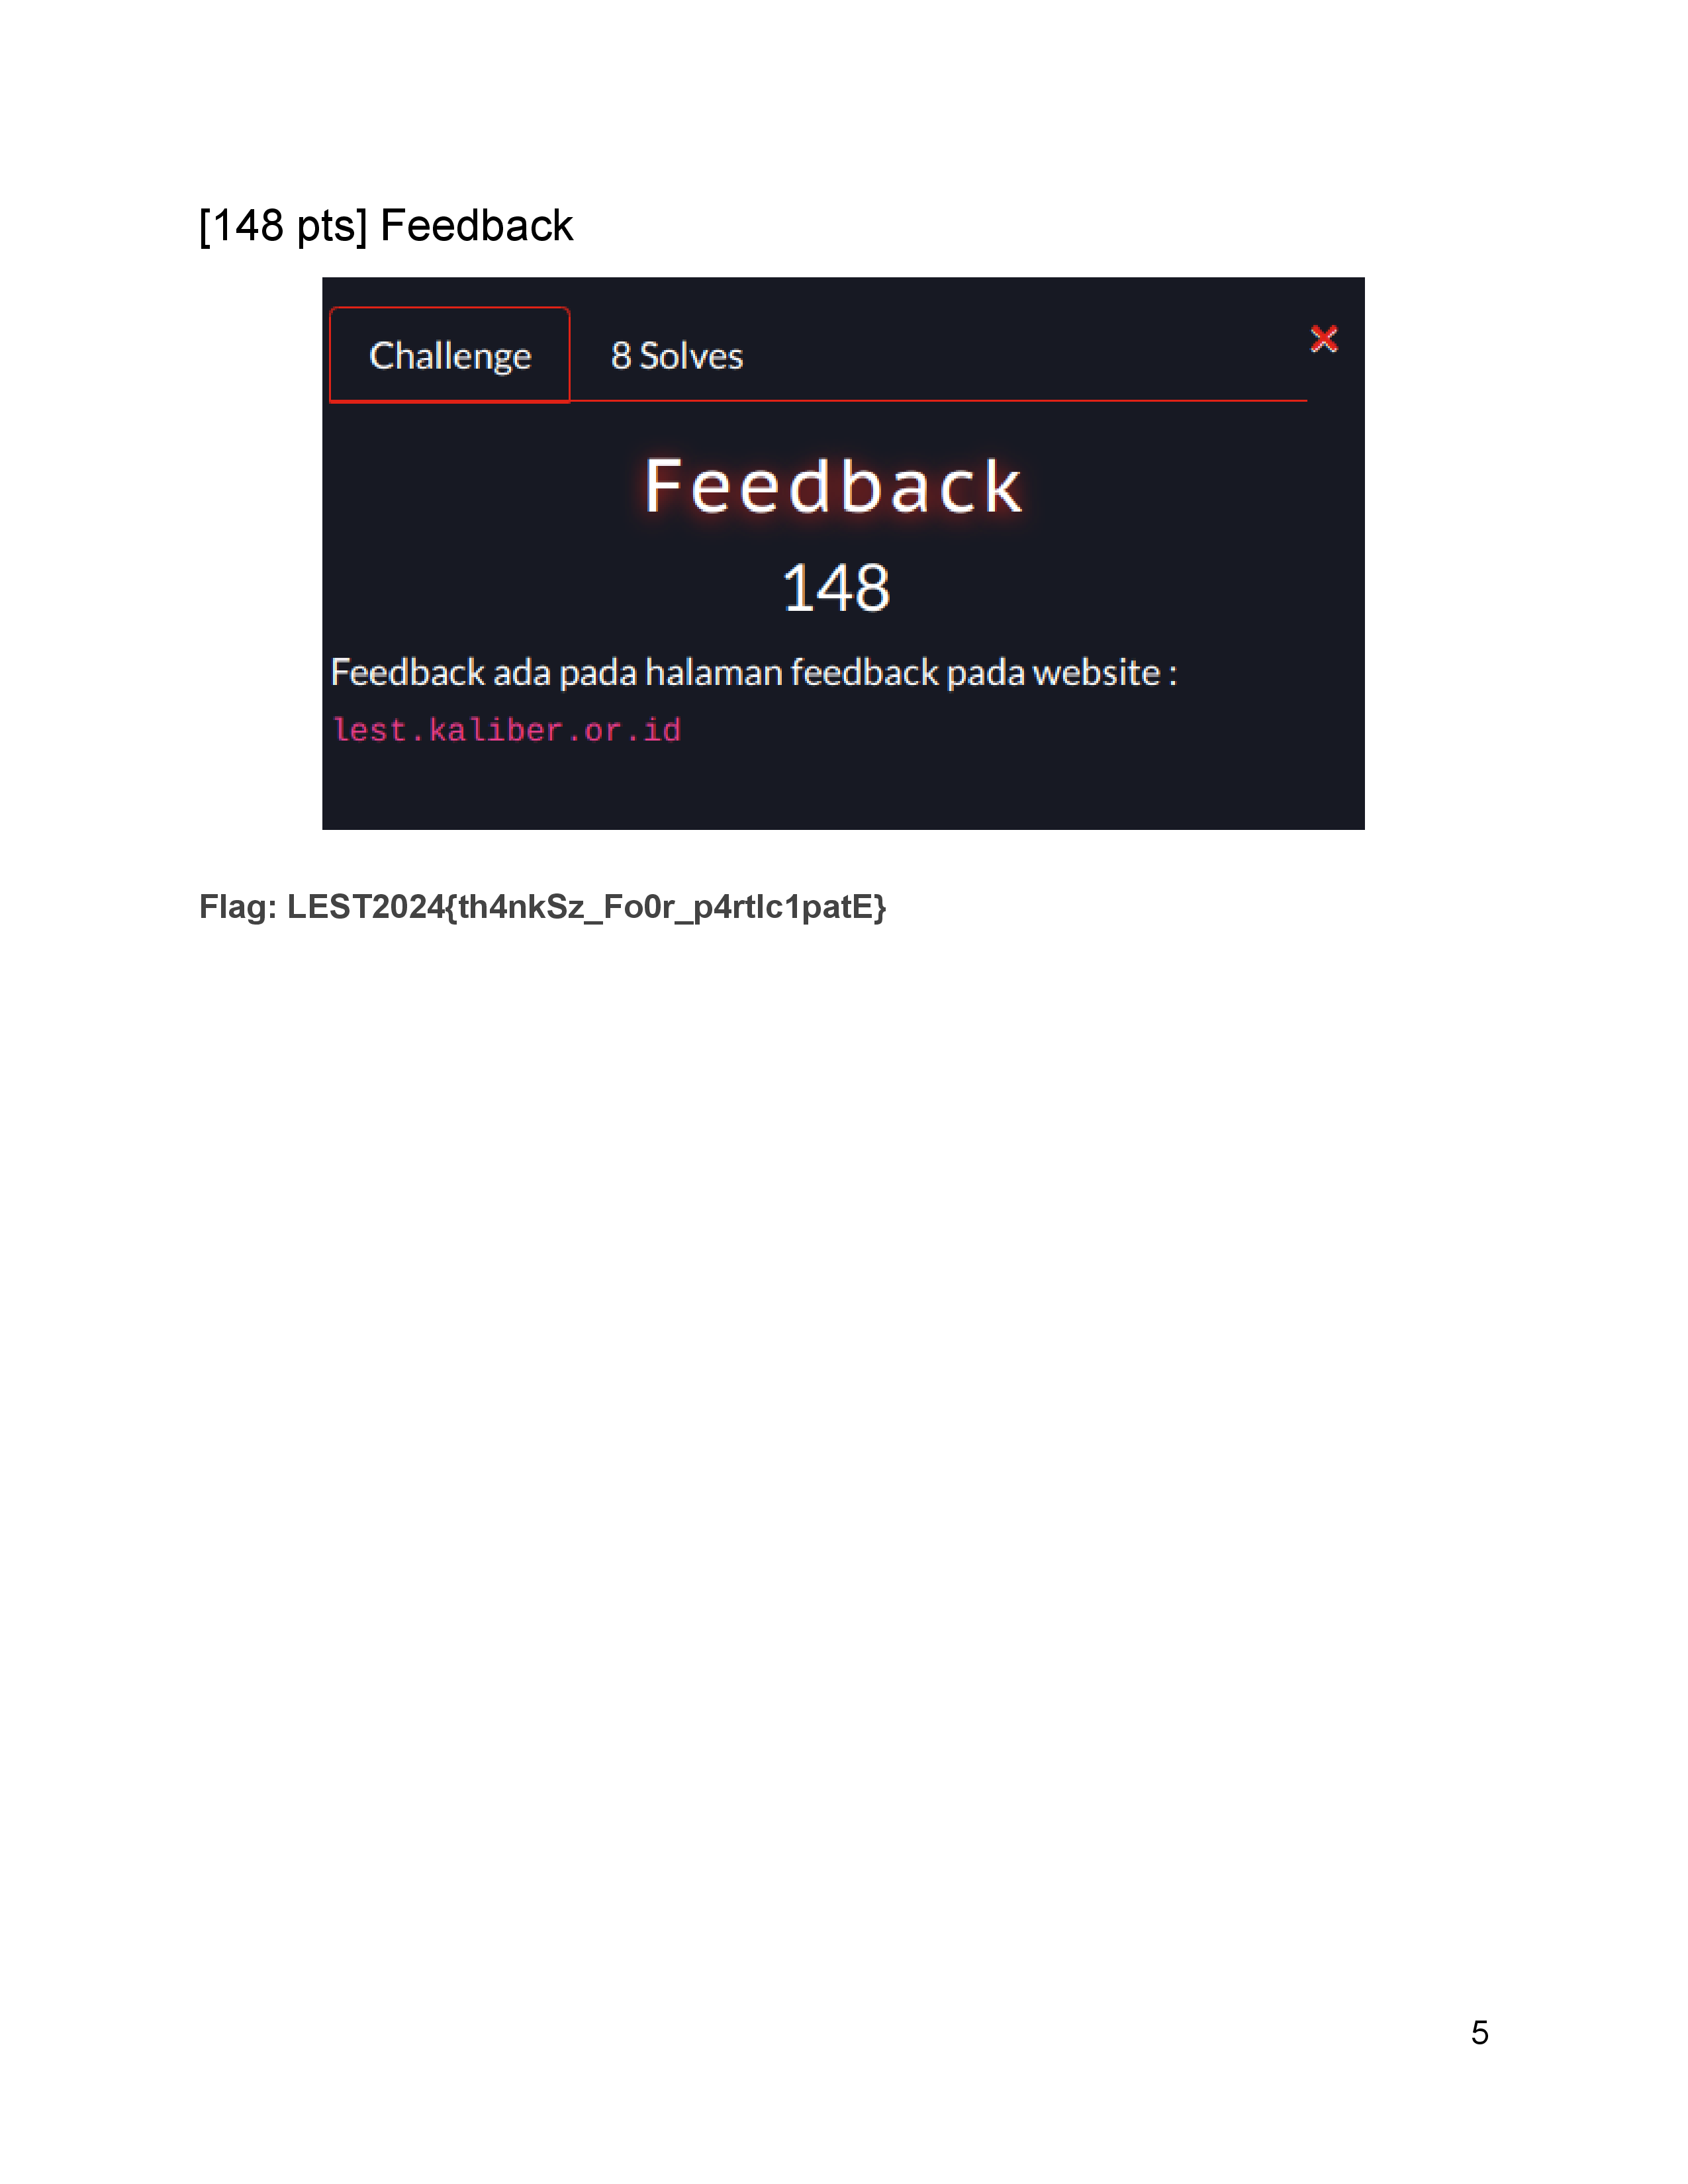 [148 pts] Feedback
Challenge
8 Solves
Feedback
148
Feedback ada pada halaman feedback pada website :
lest.kaliber.or.id
Flag: LEST2024{th4nkSz_Fo0r_p4rtIc1patE}
5